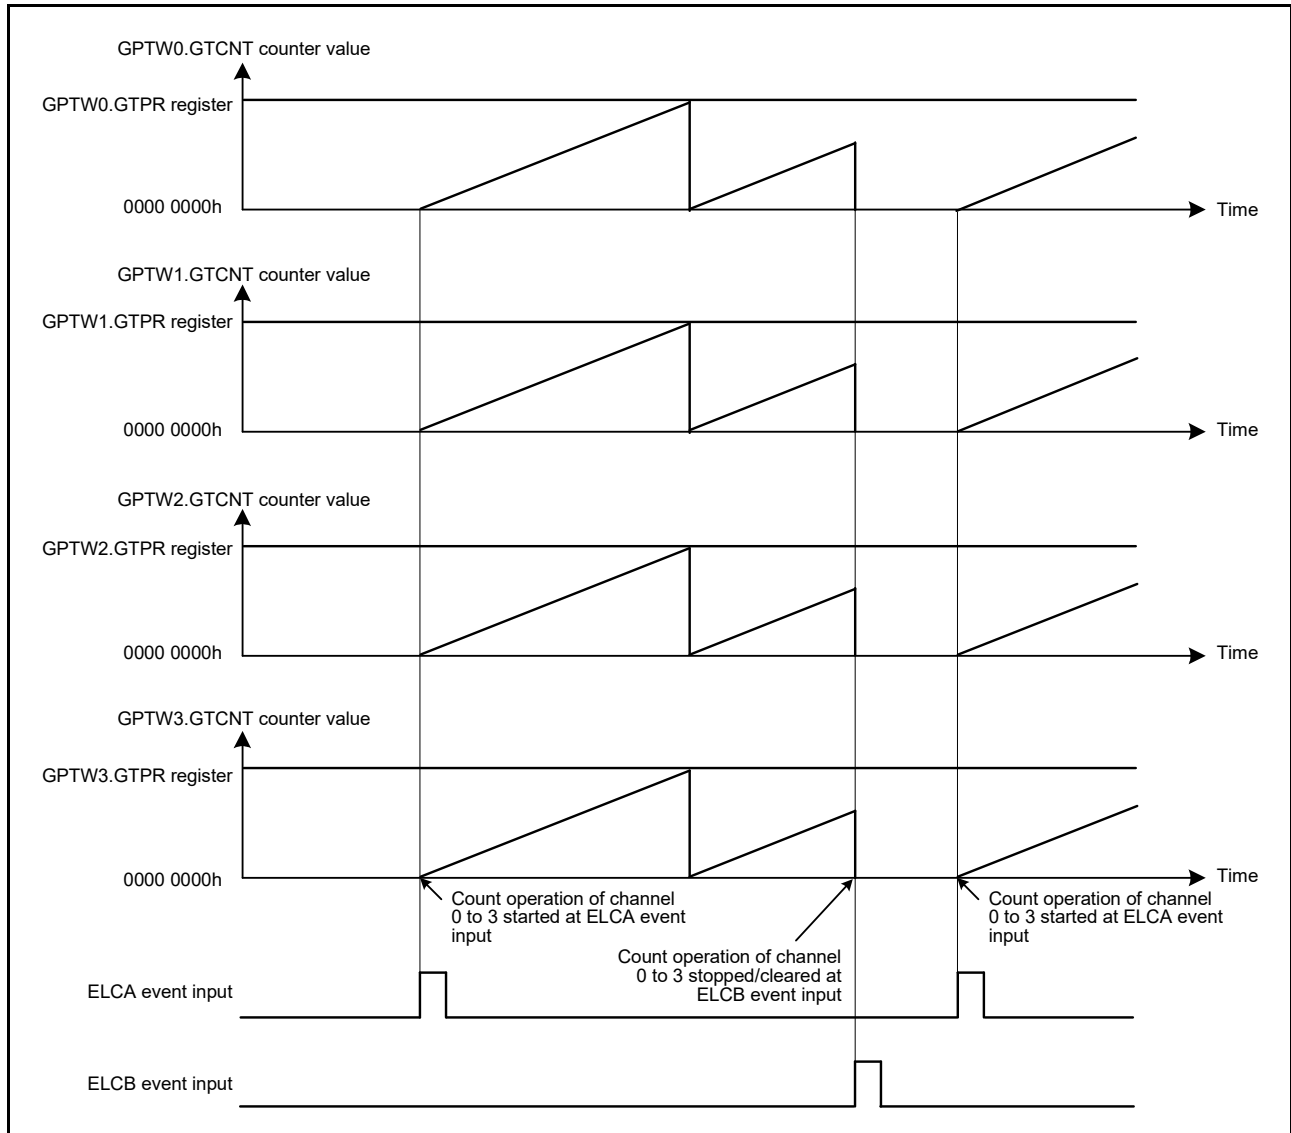 GPTW0.GTCNT counter value
GPTW0.GTPR register
0000 0000h
Time
GPTW1.GTCNT counter value
GPTW1.GTPR register
0000 0000h
Time
GPTW2.GTCNT counter value
GPTW2.GTPR register
0000 0000h
Time
GPTW3.GTCNT counter value
GPTW3.GTPR register
0000 0000h
Time
Count operation of channel
0 to 3 started at ELCA event
input
Count operation of channel
0 to 3 stopped/cleared at
ELCB event input
Count operation of channel
0 to 3 started at ELCA event
input
ELCA event input
ELCB event input